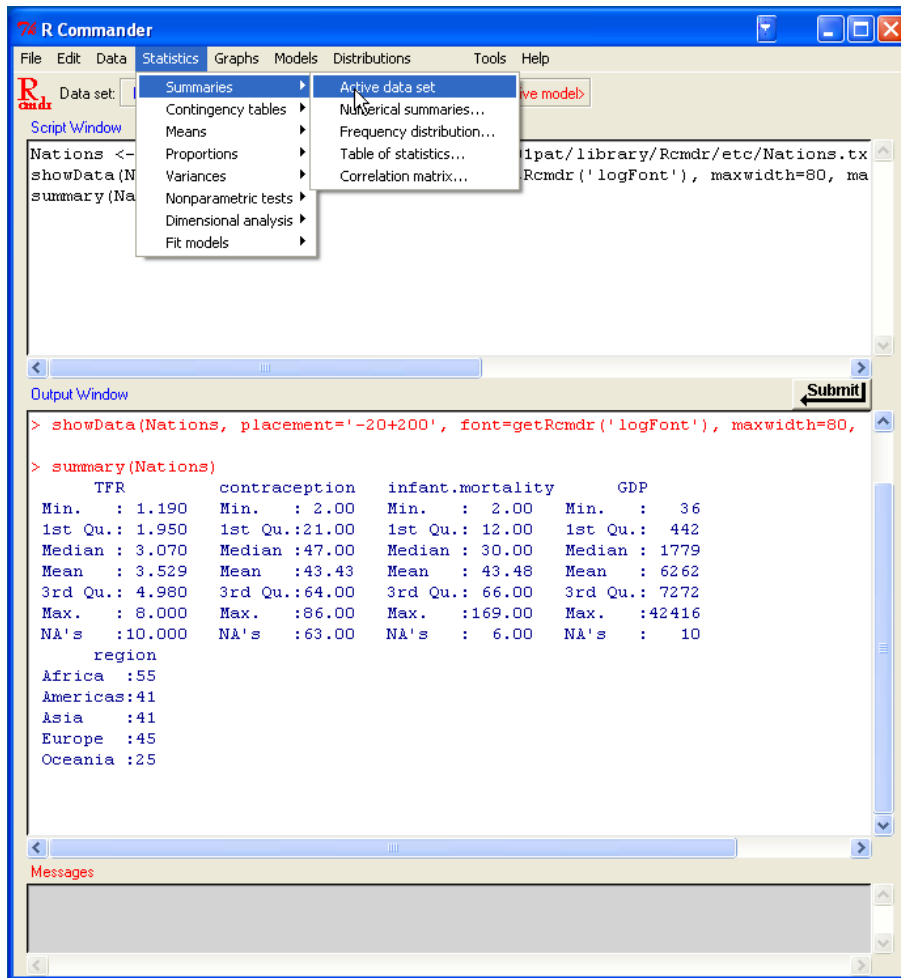 R Commander
File Edit Data Statistics Graphs Models Distributions Tools Help
Rcmdr Data set: model>
Summaries
Contingency tables
Means
Proportions
Variances
Nonparametric tests
Dimensional analysis
Fit models
Active data set
Numerical summaries...
Frequency distribution...
Table of statistics...
Correlation matrix...
Script Window
Nations <- 1pat/library/Rcmdr/etc/Nations.tx
showData(N Rcmdr('logFont'), maxwidth=80, ma
summary(Na
Submit
Output Window
> showData(Nations, placement='-20+200', font=getRcmdr('logFont'), maxwidth=80,
> summary(Nations)
TFR contraception infant.mortality GDP
Min. : 1.190 Min. : 2.00 Min. : 2.00 Min. : 36
1st Qu.: 1.950 1st Qu.:21.00 1st Qu.: 12.00 1st Qu.: 442
Median : 3.070 Median :47.00 Median : 30.00 Median : 1779
Mean : 3.529 Mean :43.43 Mean : 43.48 Mean : 6262
3rd Qu.: 4.980 3rd Qu.:64.00 3rd Qu.: 66.00 3rd Qu.: 7272
Max. : 8.000 Max. :86.00 Max. :169.00 Max. :42416
NA's :10.000 NA's :63.00 NA's : 6.00 NA's : 10
region
Africa :55
Americas:41
Asia :41
Europe :45
Oceania :25
Messages